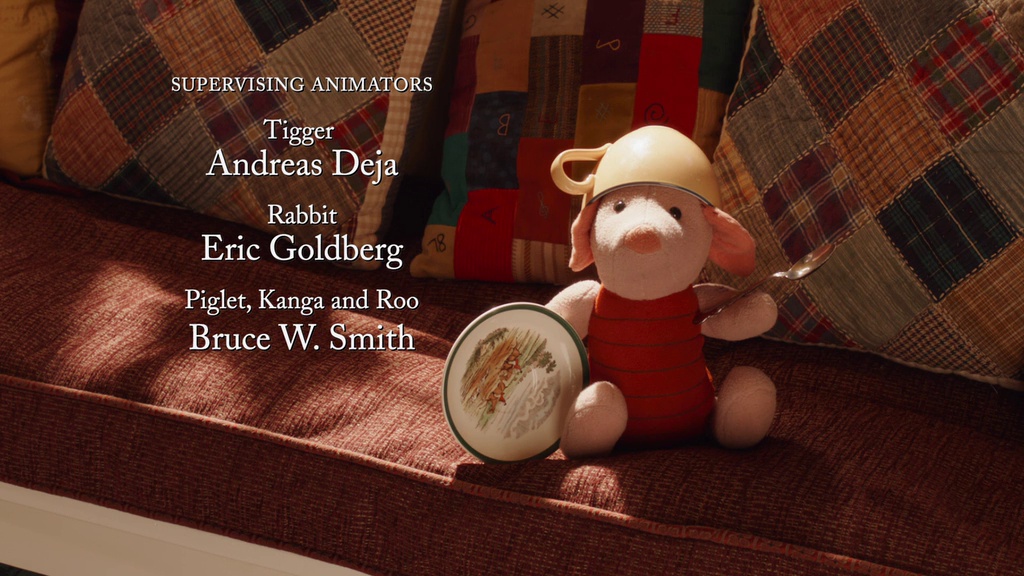 SUPERVISING ANIMATORS
Tigger
Andreas Deja
Rabbit
Eric Goldberg
Piglet, Kanga and Roo
Bruce W. Smith